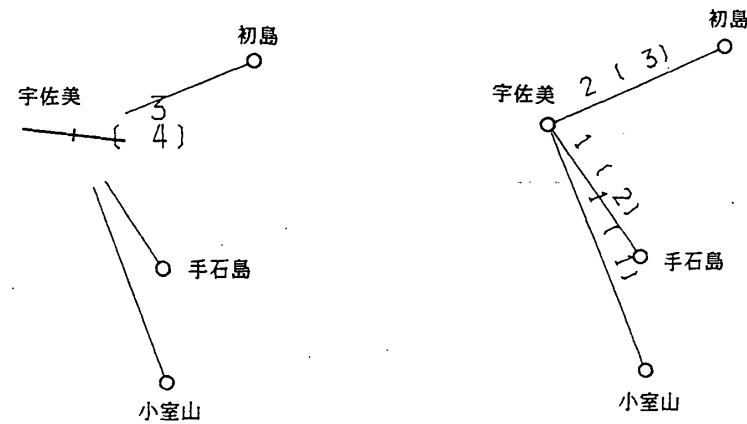 初島
宇佐美
3
( 4 )
手石島
小室山
初島
2 ( 3 )
宇佐美
1 ( 2 )
1 ( 1 )
手石島
小室山